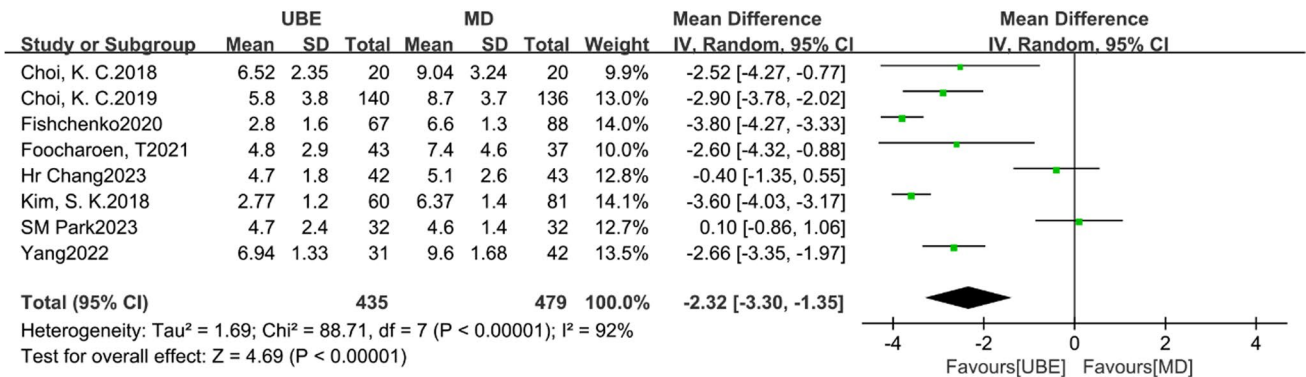 UBE MD Mean Difference Mean Difference
Study or Subgroup Mean SD Total Mean SD Total Weight IV, Random, 95% CI IV, Random, 95% CI
Choi, K. C.2018 6.52 2.35 20 9.04 3.24 20 9.9% -2.52 [-4.27, -0.77]
Choi, K. C.2019 5.8 3.8 140 8.7 3.7 136 13.0% -2.90 [-3.78, -2.02]
Fishchenko2020 2.8 1.6 67 6.6 1.3 88 14.0% -3.80 [-4.27, -3.33]
Foocharoen, T2021 4.8 2.9 43 7.4 4.6 37 10.0% -2.60 [-4.32, -0.88]
Hr Chang2023 4.7 1.8 42 5.1 2.6 43 12.8% -0.40 [-1.35, 0.55]
Kim, S. K.2018 2.77 1.2 60 6.37 1.4 81 14.1% -3.60 [-4.03, -3.17]
SM Park2023 4.7 2.4 32 4.6 1.4 32 12.7% 0.10 [-0.86, 1.06]
Yang2022 6.94 1.33 31 9.6 1.68 42 13.5% -2.66 [-3.35, -1.97]
Total (95% CI) 435 479 100.0% -2.32 [-3.30, -1.35]
Heterogeneity: Tau² = 1.69; Chi² = 88.71, df = 7 (P < 0.00001); I² = 92%
Test for overall effect: Z = 4.69 (P < 0.00001)
-4 -2 0 2 4
Favours[UBE] Favours[MD]